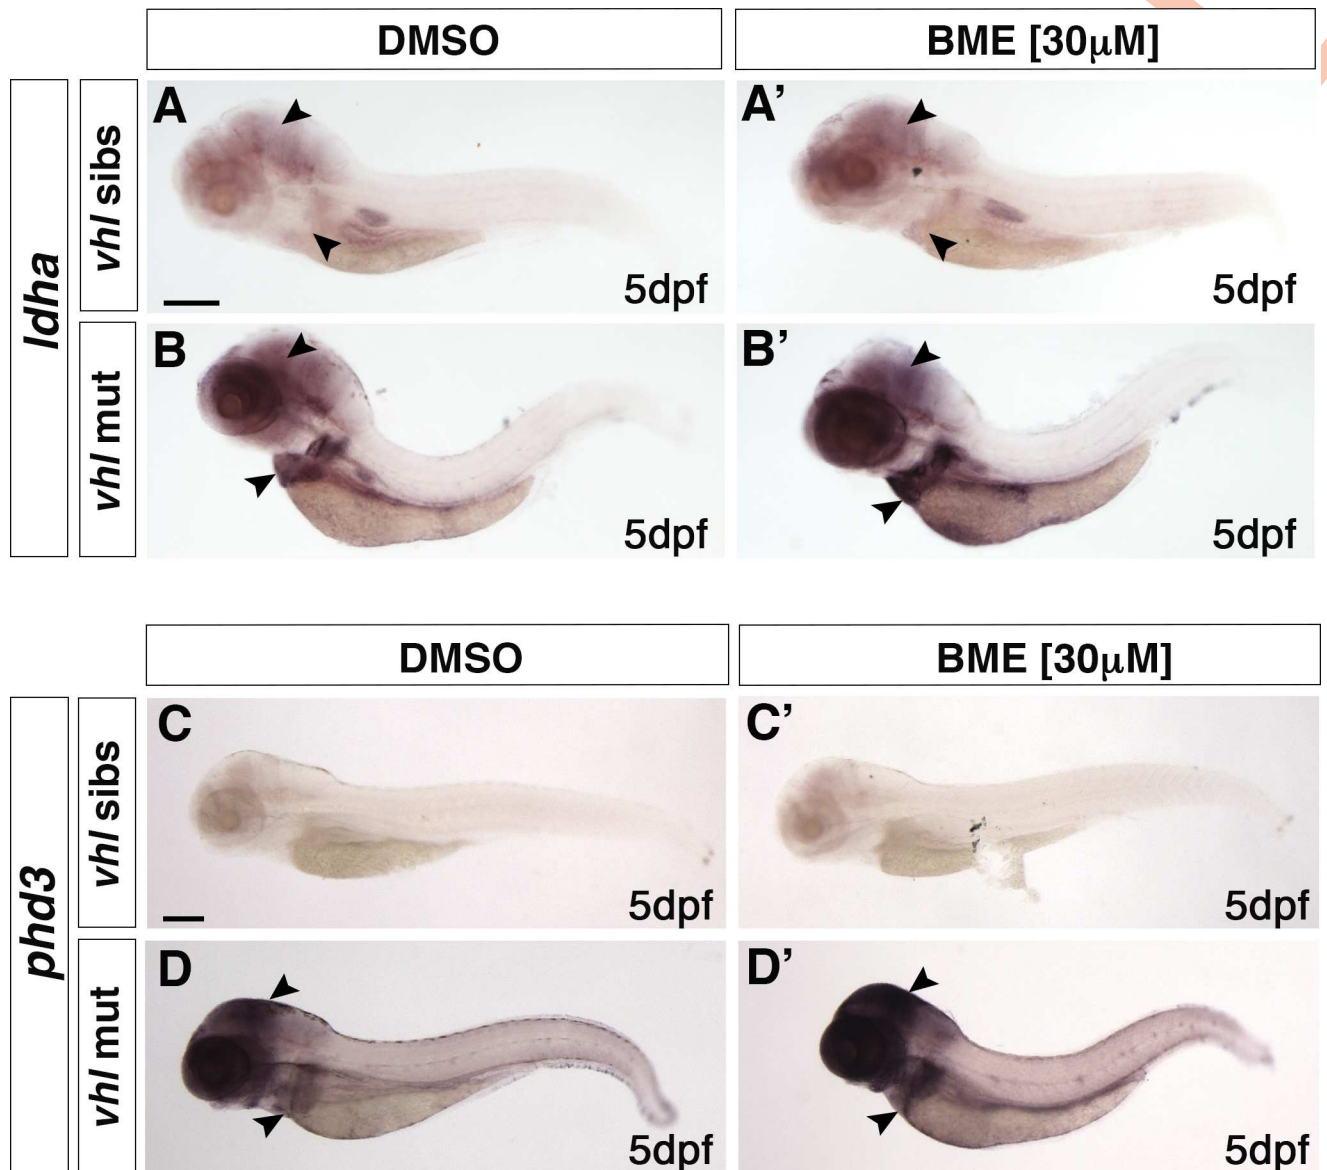 DMSO
BME [30µM]
ldha
vhl sibs
A
5dpf
A’
5dpf
vhl mut
B
5dpf
B’
5dpf
DMSO
BME [30µM]
phd3
vhl sibs
C
5dpf
C’
5dpf
vhl mut
D
5dpf
D’
5dpf